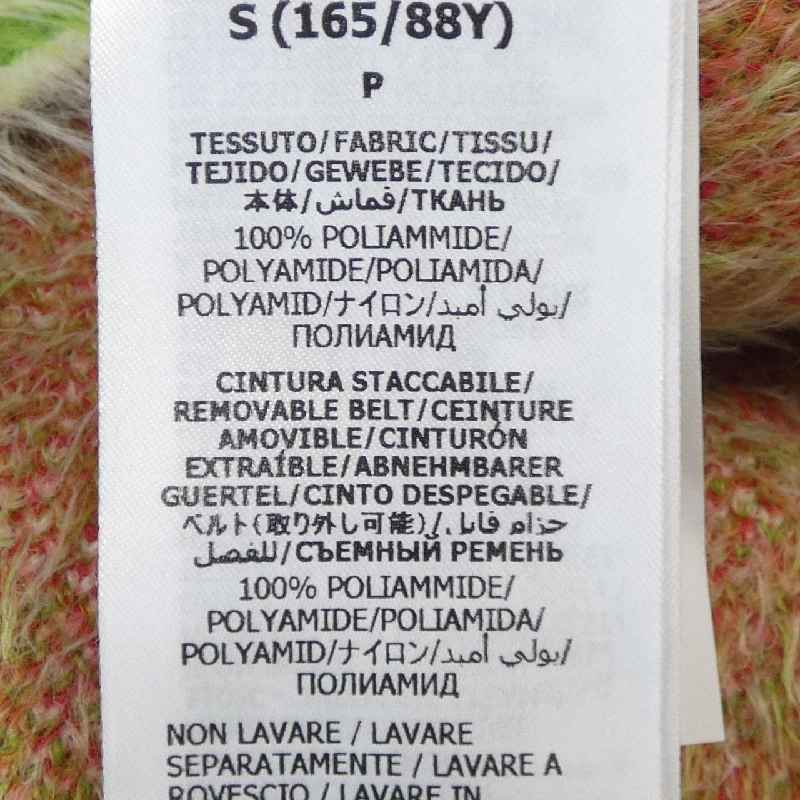 S (165/88Y)
P
TESSUTO/FABRIC/TISSU/
TEJIDO/GEWEBE/TECIDO/
本体/قماش/ТКАНЬ
100% POLIAMMIDE/
POLYAMIDE/POLIAMIDA/
POLYAMID/ナイロン/بولي أميد/
ПОЛИАМИД
CINTURA STACCABILE/
REMOVABLE BELT/CEINTURE
AMOVIBLE/CINTURÓN
EXTRAÍBLE/ABNEHMBARER
GUERTEL/CINTO DESPEGABLE/
ベルト(取り外し可能)/حزام قابل
للفصل/СЪЕМНЫЙ РЕМЕНЬ
100% POLIAMMIDE/
POLYAMIDE/POLIAMIDA/
POLYAMID/ナイロン/بولي أميد/
ПОЛИАМИД
NON LAVARE / LAVARE
SEPARATAMENTE / LAVARE A
ROVESCIO / LAVARE IN